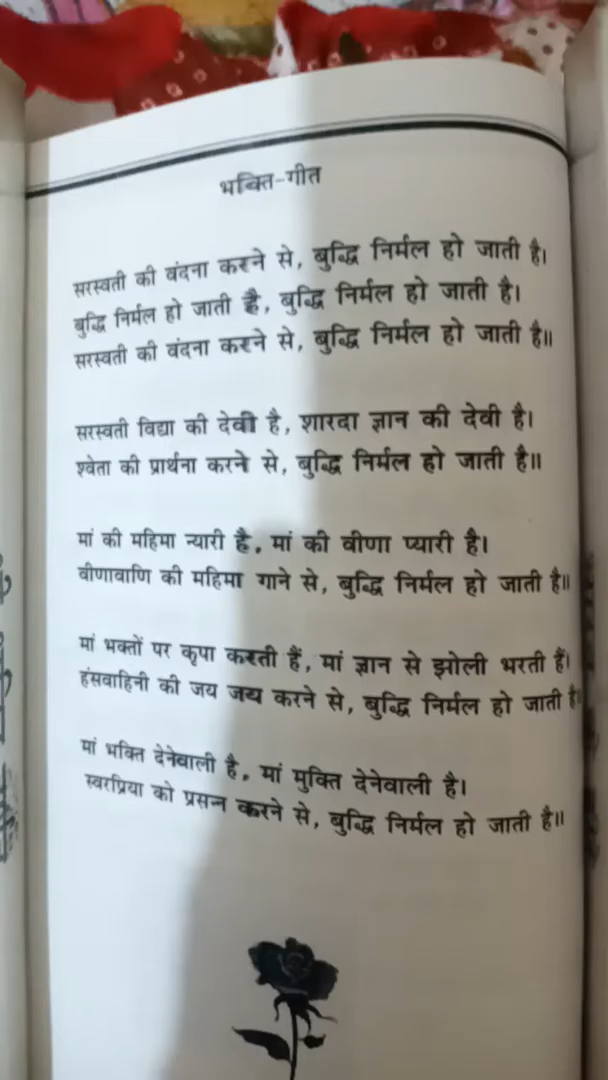 भक्ति-गीत
सरस्वती की वंदना करने से, बुद्धि निर्मल हो जाती है।
बुद्धि निर्मल हो जाती है, बुद्धि निर्मल हो जाती है।
सरस्वती की वंदना करने से, बुद्धि निर्मल हो जाती है॥
सरस्वती विद्या की देवी है, शारदा ज्ञान की देवी है।
श्वेता की प्रार्थना करने से, बुद्धि निर्मल हो जाती है॥
मां की महिमा न्यारी है, मां की वीणा प्यारी है।
वीणावाणि की महिमा गाने से, बुद्धि निर्मल हो जाती है॥
मां भक्तों पर कृपा करती हैं, मां ज्ञान से झोली भरती हैं।
हंसवाहिनी की जय जय करने से, बुद्धि निर्मल हो जाती है॥
मां भक्ति देनेवाली है, मां मुक्ति देनेवाली है।
स्वरप्रिया को प्रसन्न करने से, बुद्धि निर्मल हो जाती है॥